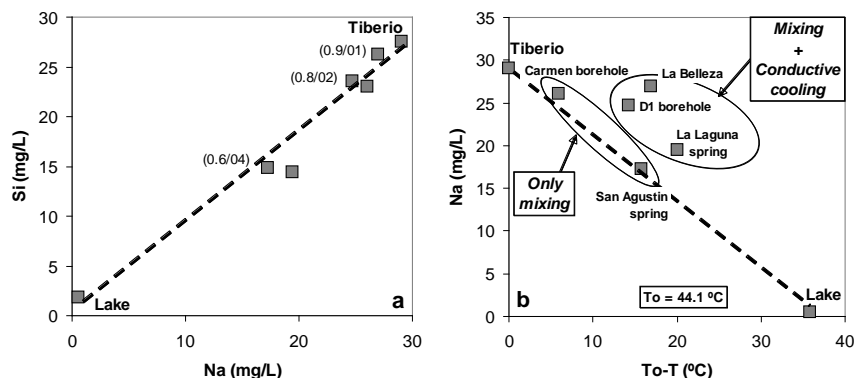 30
25
20
15
10
5
0
Si (mg/L)
Tiberio
(0.9/01)
(0.8/02)
(0.6/04)
Lake
a
0
10
20
30
Na (mg/L)
35
30
25
20
15
10
5
0
Na (mg/L)
Tiberio
Carmen borehole
La Belleza
D1 borehole
La Laguna
spring
San Agustin
spring
Mixing
+
Conductive
cooling
Only
mixing
b
To = 44.1 ºC
Lake
0
10
20
30
40
To-T (ºC)